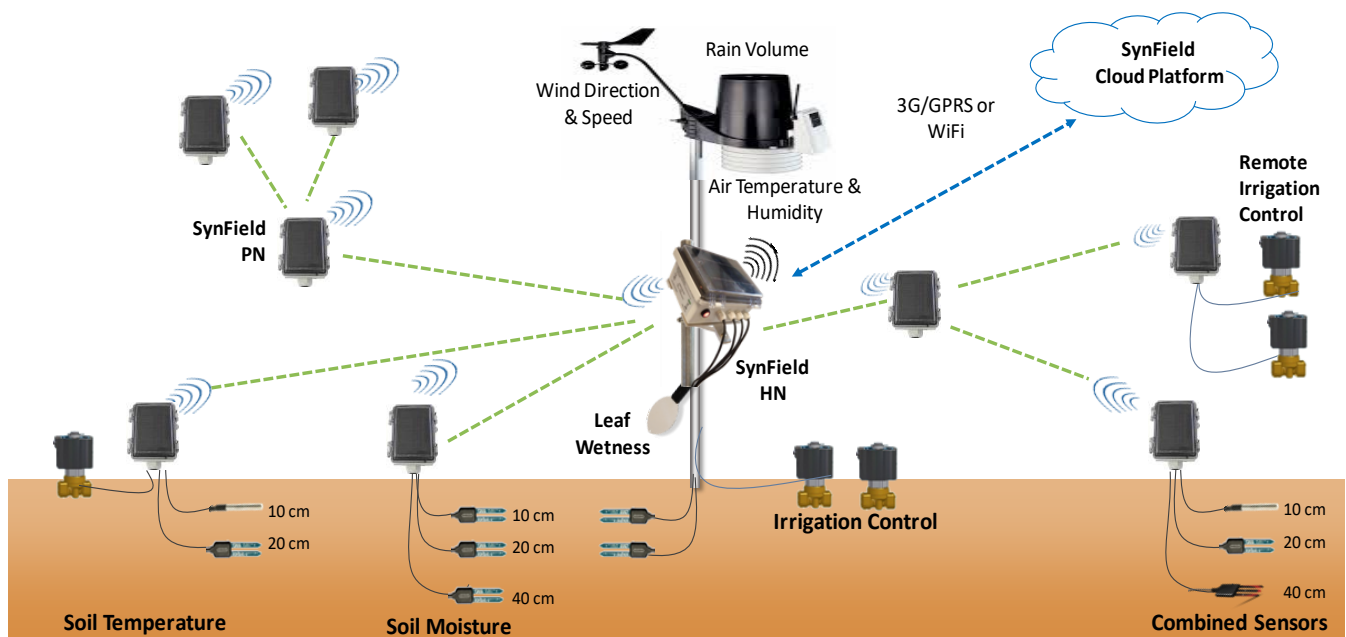 Rain Volume
Wind Direction
& Speed
SynField
Cloud Platform
3G/GPRS or
WiFi
Air Temperature &
Humidity
Remote
Irrigation
Control
SynField
PN
SynField
HN
Leaf
Wetness
10 cm
20 cm
Soil Temperature
10 cm
20 cm
40 cm
Soil Moisture
Irrigation Control
10 cm
20 cm
40 cm
Combined Sensors